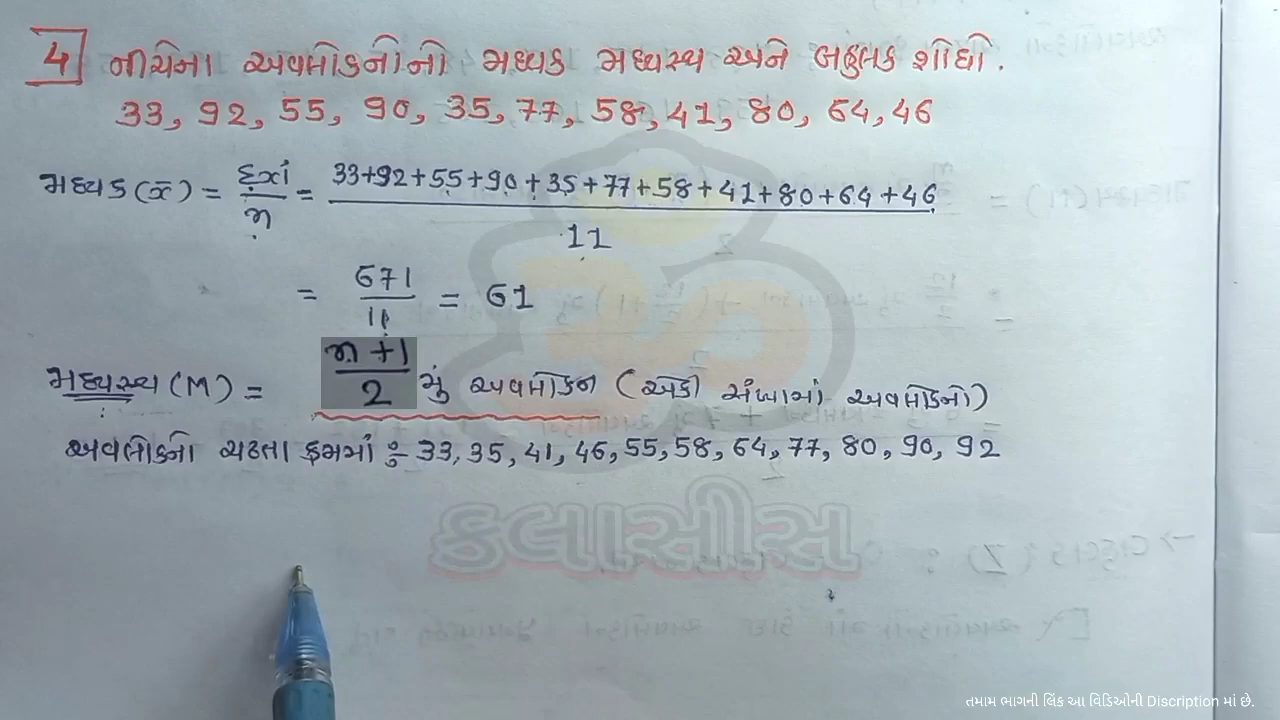 4 નીચેના અવલોકનોનો મધ્યક મધ્યસ્થ અને બહુલક શોધો.
33, 92, 55, 90, 35, 77, 58, 41, 80, 64, 46
મધ્યક (x̄) = Σxi/n = 33+92+55+90+35+77+58+41+80+64+46/11
= 671/11 = 61
મધ્યસ્થ (M) = n+1/2 મું અવલોકન (એકી સંખ્યામાં અવલોકનો)
અવલોકનો ચઢતા ક્રમમાં :- 33, 35, 41, 46, 55, 58, 64, 77, 80, 90, 92
ક્લાસીસ
તમામ ભાગની લિંક આ વિડિઓની Discription માં છે.